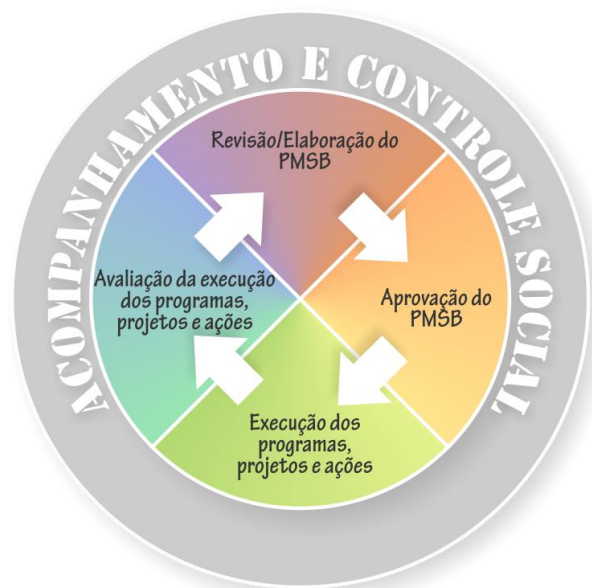 ACOMPANHAMENTO E CONTROLE SOCIAL
Revisão/Elaboração do
PMSB
Aprovação do
PMSB
Execução dos
programas,
projetos e ações
Avaliação da execução
dos programas,
projetos e ações